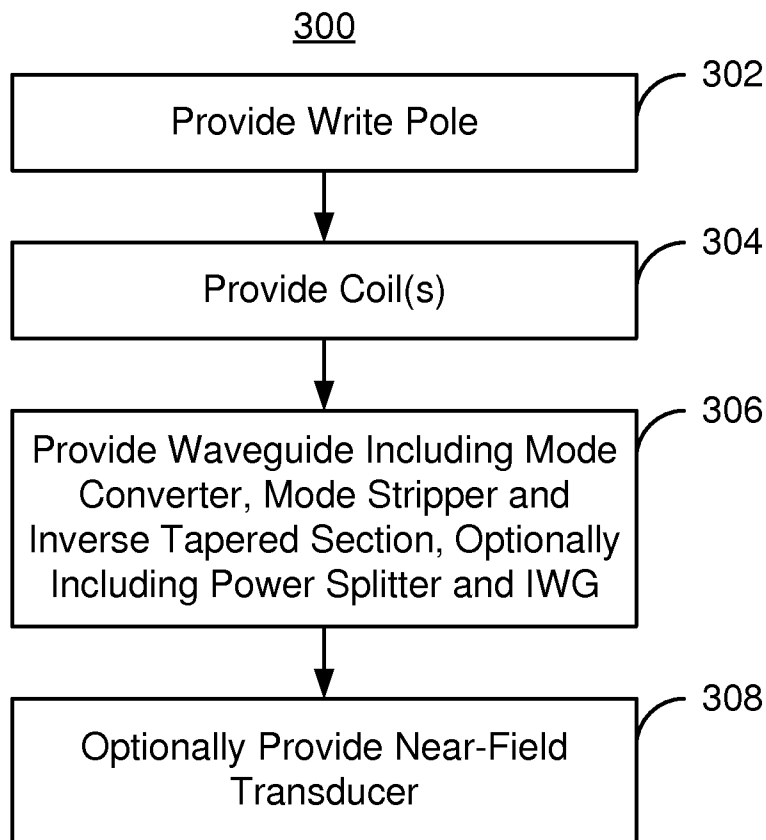 300
302
Provide Write Pole
304
Provide Coil(s)
306
Provide Waveguide Including Mode
Converter, Mode Stripper and
Inverse Tapered Section, Optionally
Including Power Splitter and IWG
308
Optionally Provide Near-Field
Transducer